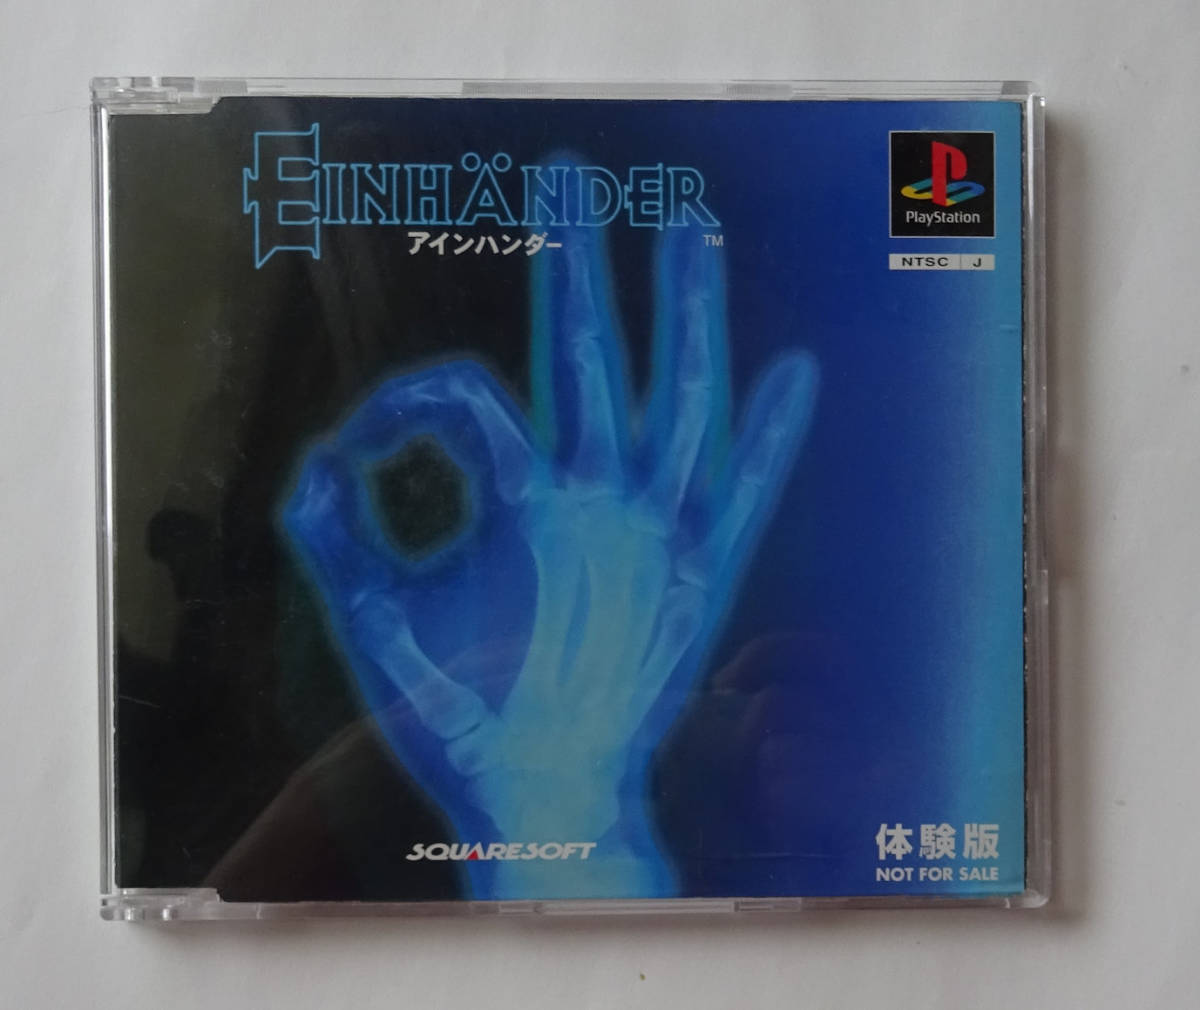 EINHÄNDER
アインハンダー
TM
PlayStation
NTSC J
SQUARESOFT
体験版
NOT FOR SALE